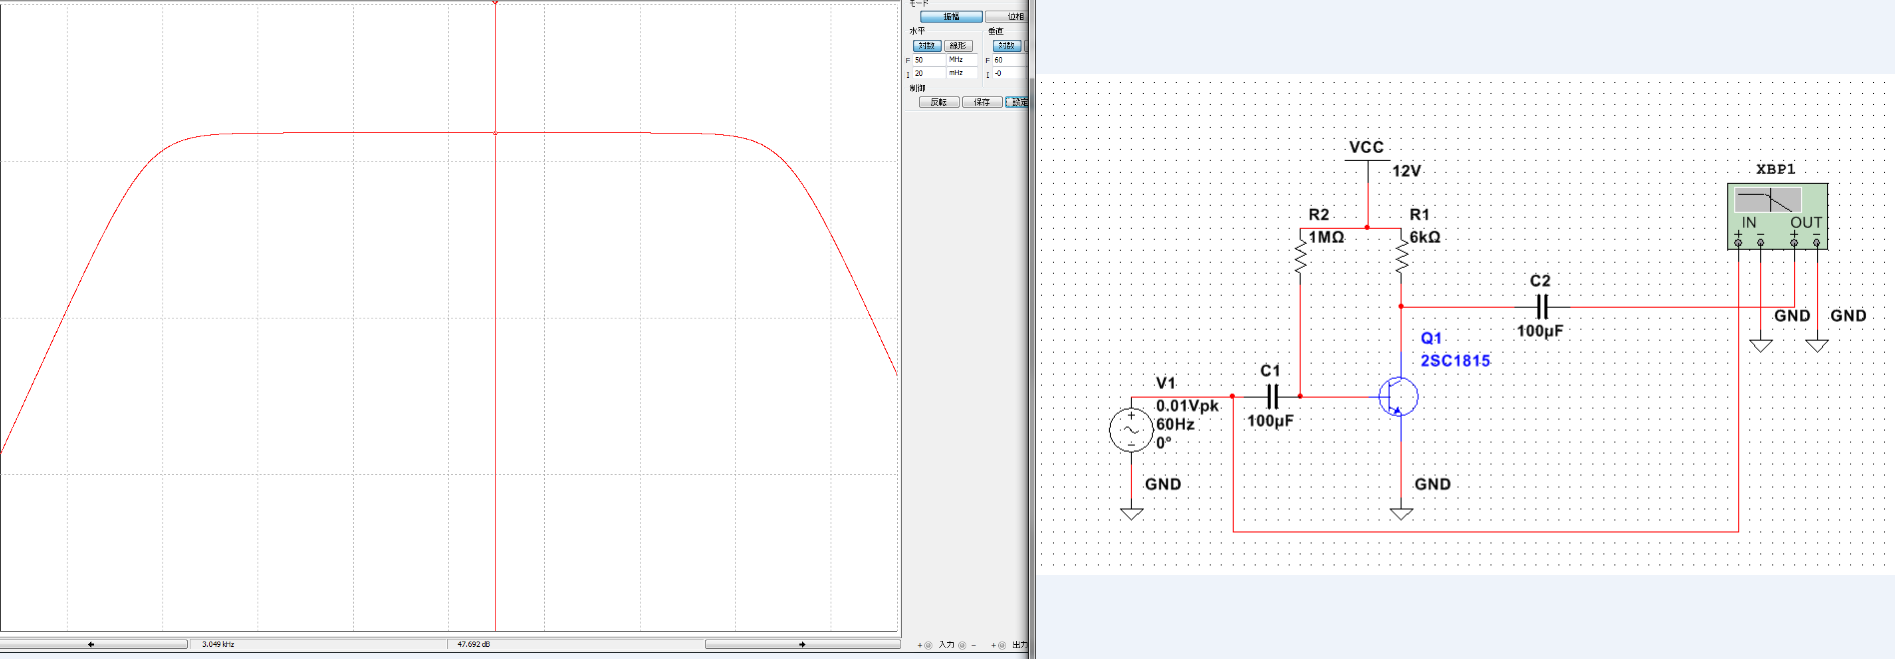 モード
振幅 位相
水平 垂直
対数 線形 対数
F 50 MHz F 60
I 20 mHz I -0
制御
反転 保存 設定
3.049 kHz 47.692 dB
+ 入力 - + 出力
VCC
12V
R2 R1
1MΩ 6kΩ
XBP1
IN OUT
+ - + -
C2
100µF
GND GND
Q1
2SC1815
C1
100µF
V1
0.01Vpk
60Hz
0°
GND
GND